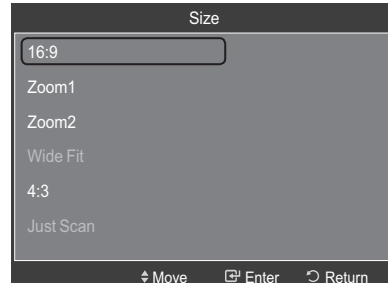 Size
16:9
Zoom1
Zoom2
Wide Fit
4:3
Just Scan
Move Enter Return